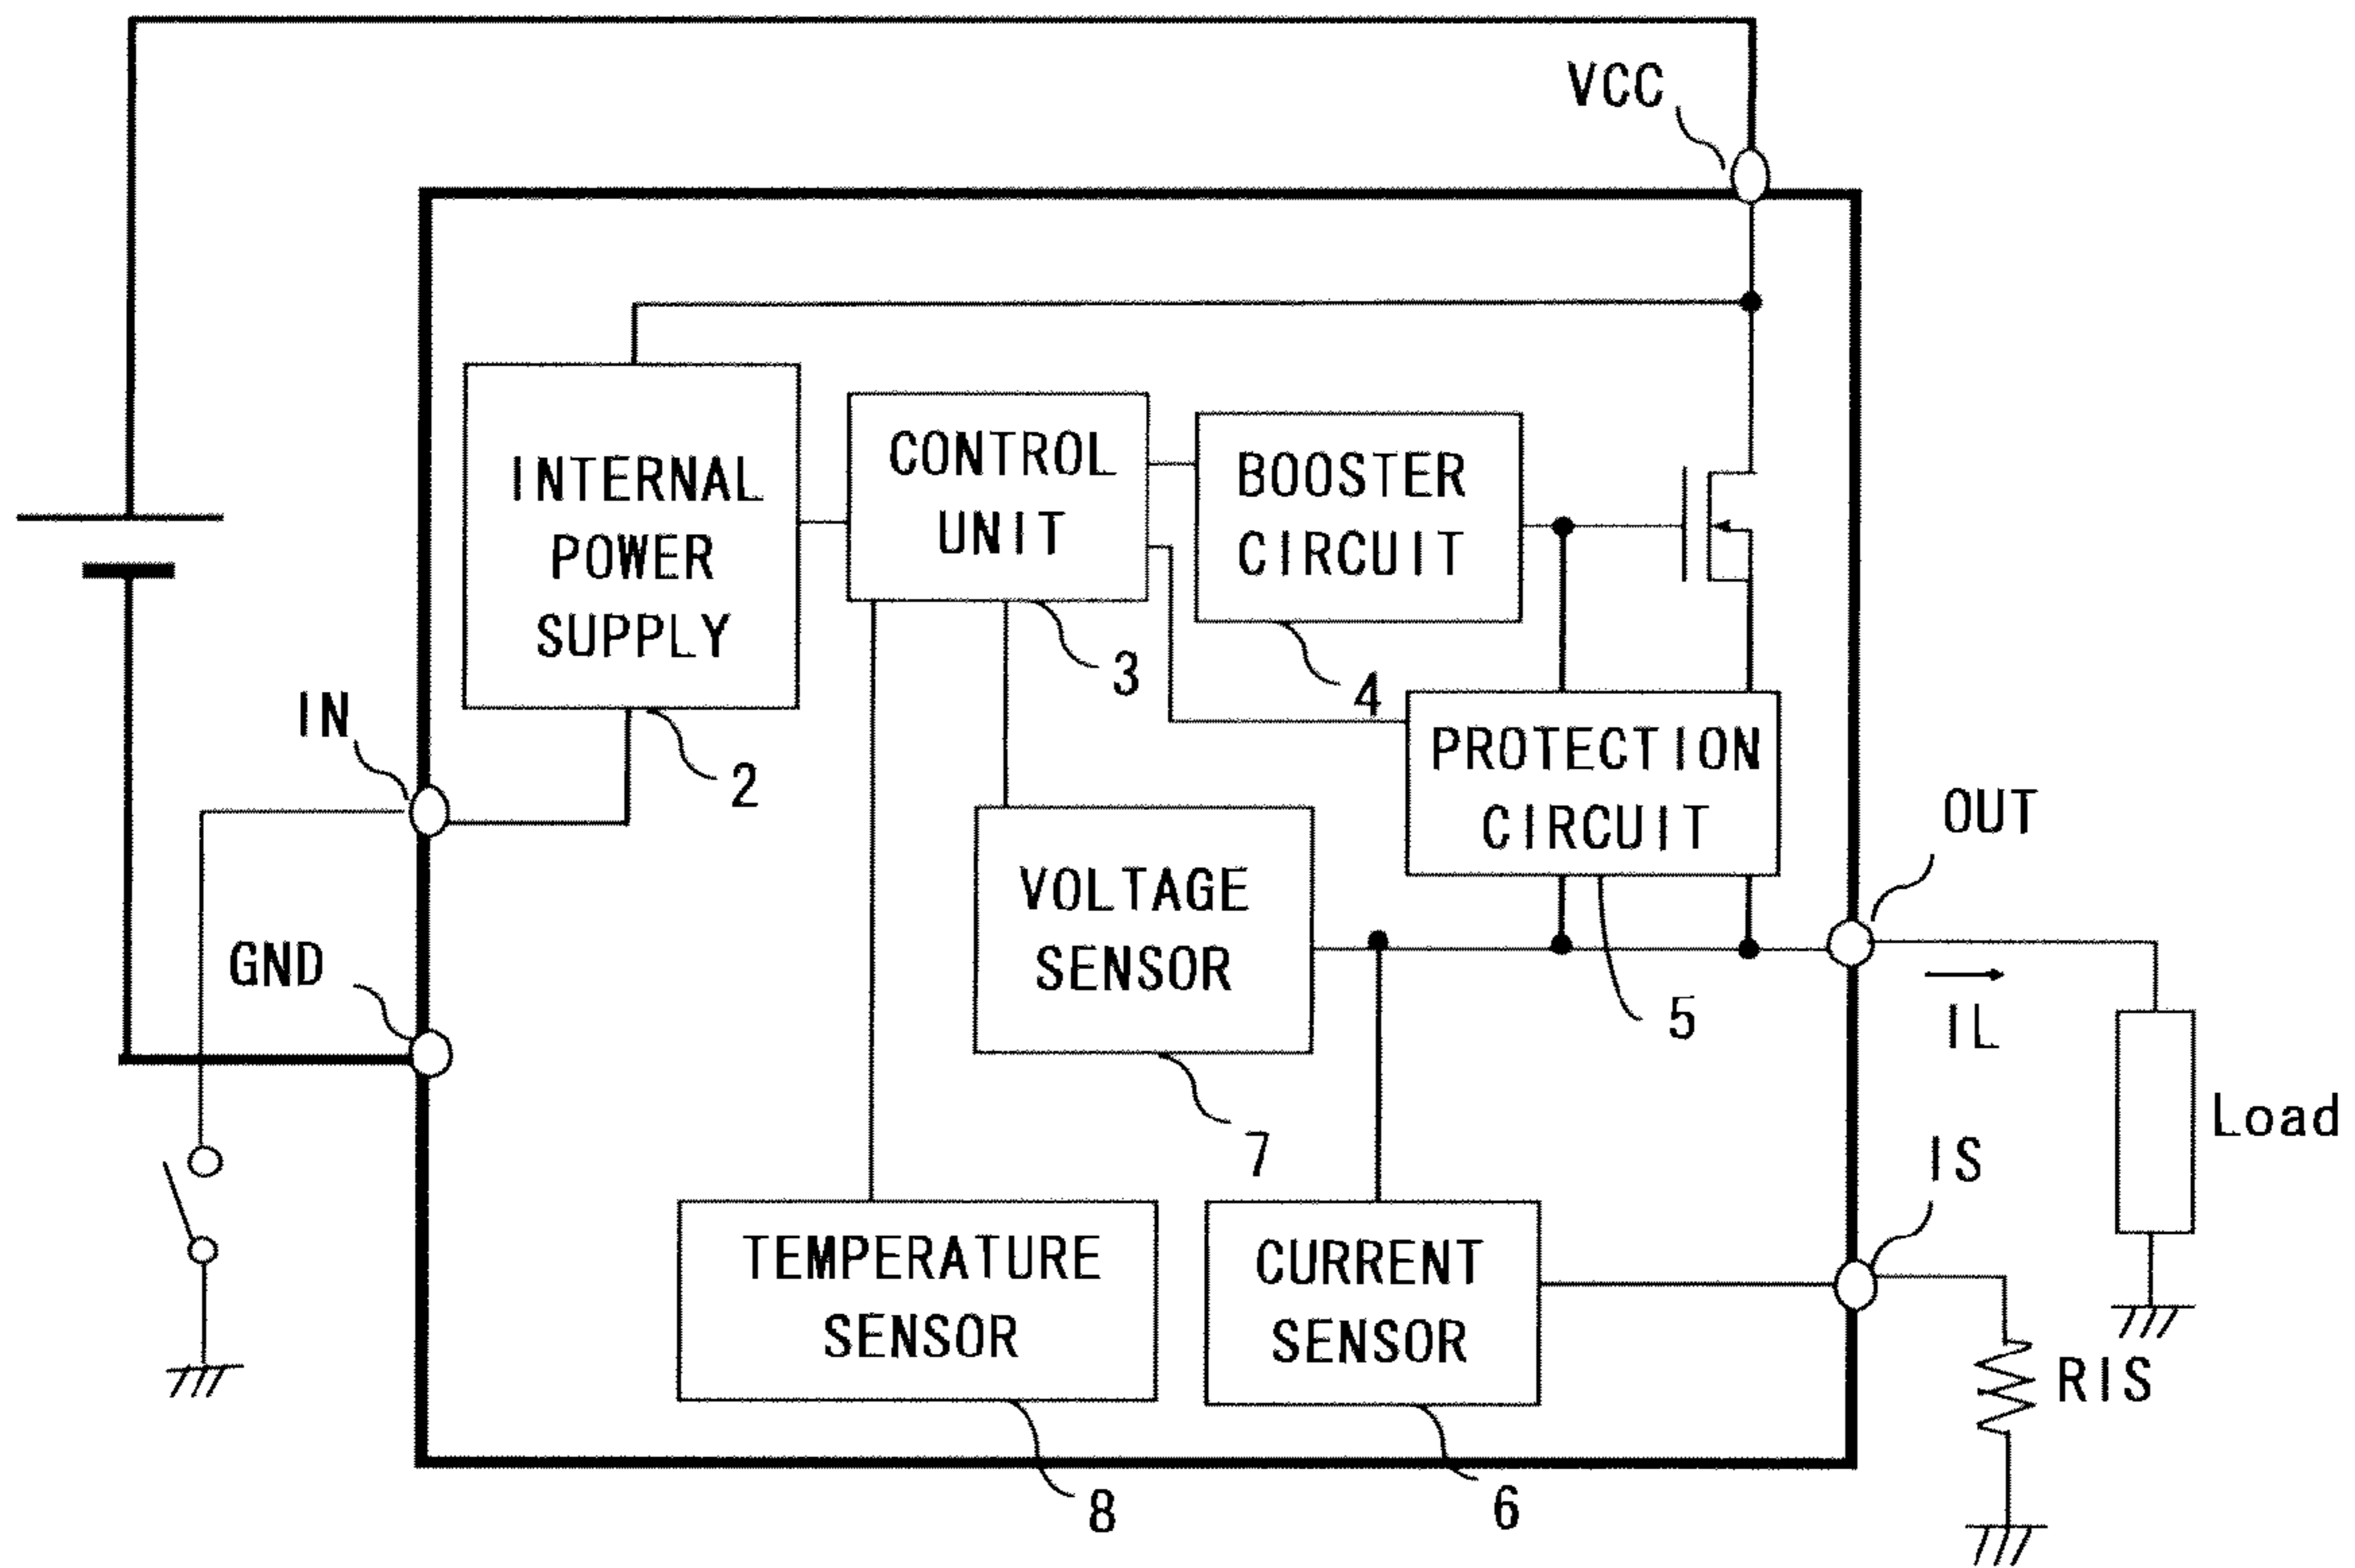 VCC
INTERNAL
POWER
SUPPLY
2
CONTROL
UNIT
3
BOOSTER
CIRCUIT
4
PROTECTION
CIRCUIT
5
IN
GND
VOLTAGE
SENSOR
7
OUT
IL
Load
TEMPERATURE
SENSOR
8
CURRENT
SENSOR
6
IS
RIS